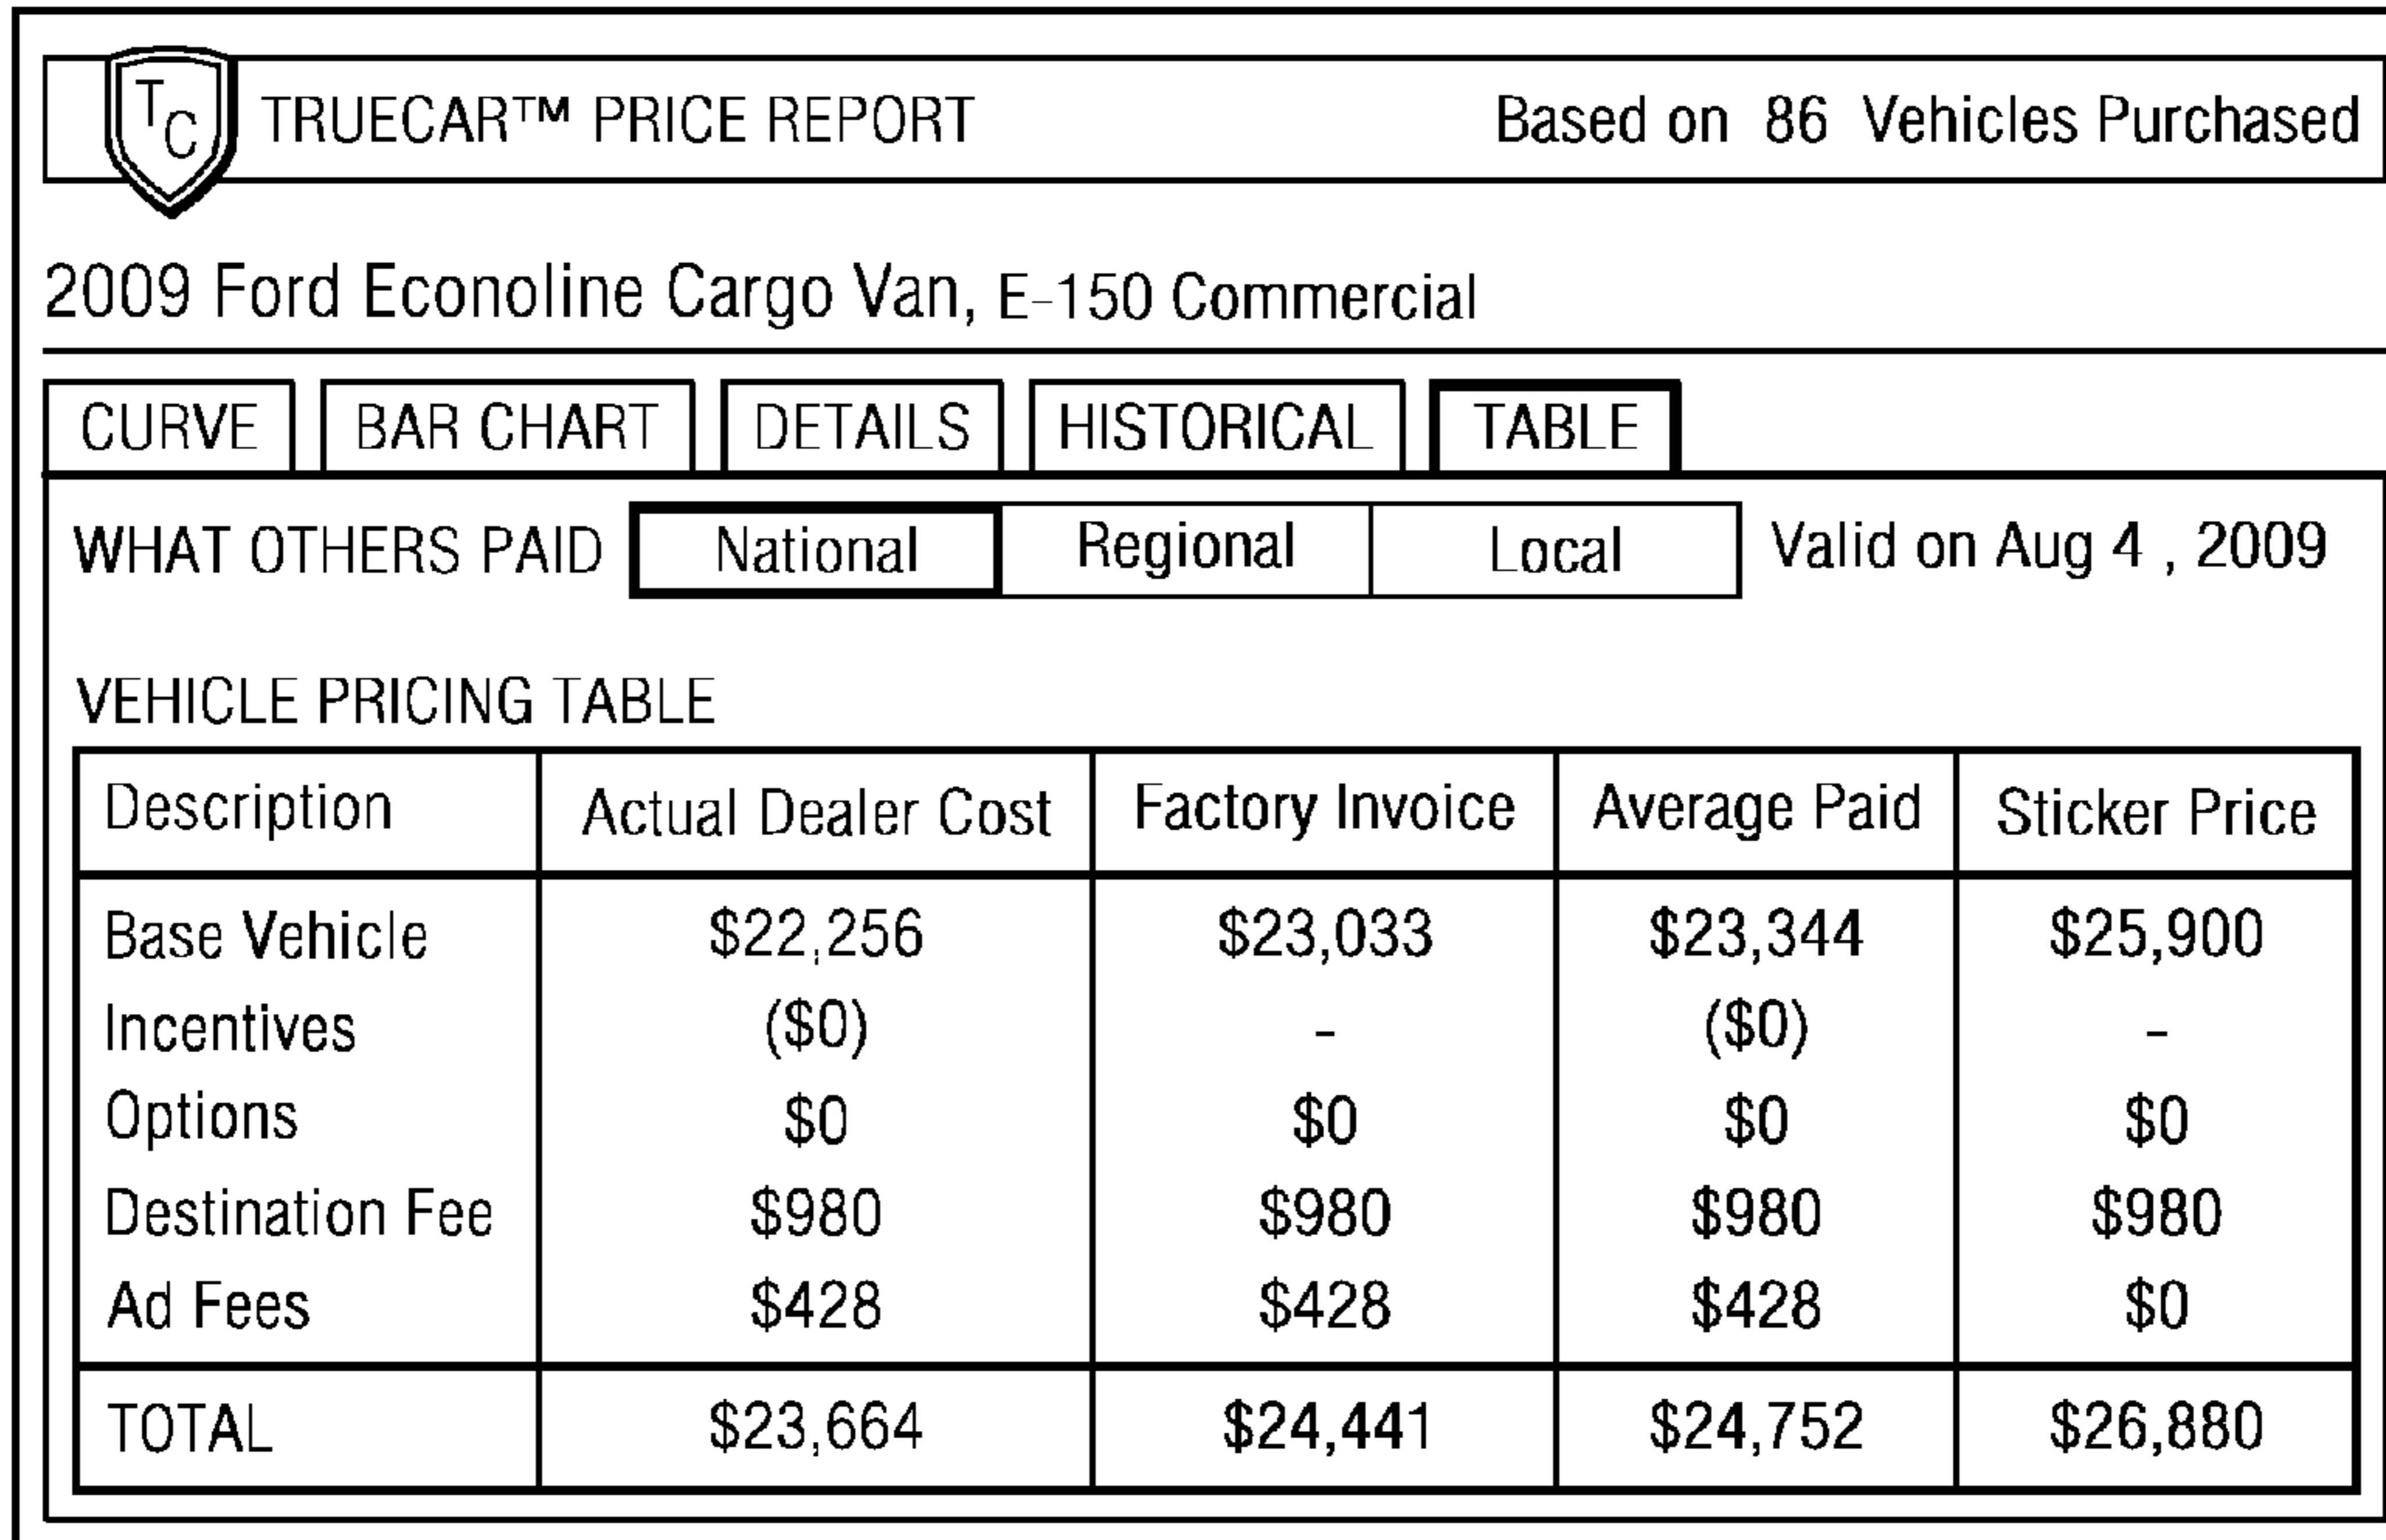 TC TRUECAR™ PRICE REPORT Based on 86 Vehicles Purchased
2009 Ford Econoline Cargo Van, E-150 Commercial
CURVE BAR CHART DETAILS HISTORICAL TABLE
WHAT OTHERS PAID National Regional Local Valid on Aug 4 , 2009
VEHICLE PRICING TABLE
Description Actual Dealer Cost Factory Invoice Average Paid Sticker Price
Base Vehicle $22,256 $23,033 $23,344 $25,900
Incentives ($0) - ($0) -
Options $0 $0 $0 $0
Destination Fee $980 $980 $980 $980
Ad Fees $428 $428 $428 $0
TOTAL $23,664 $24,441 $24,752 $26,880